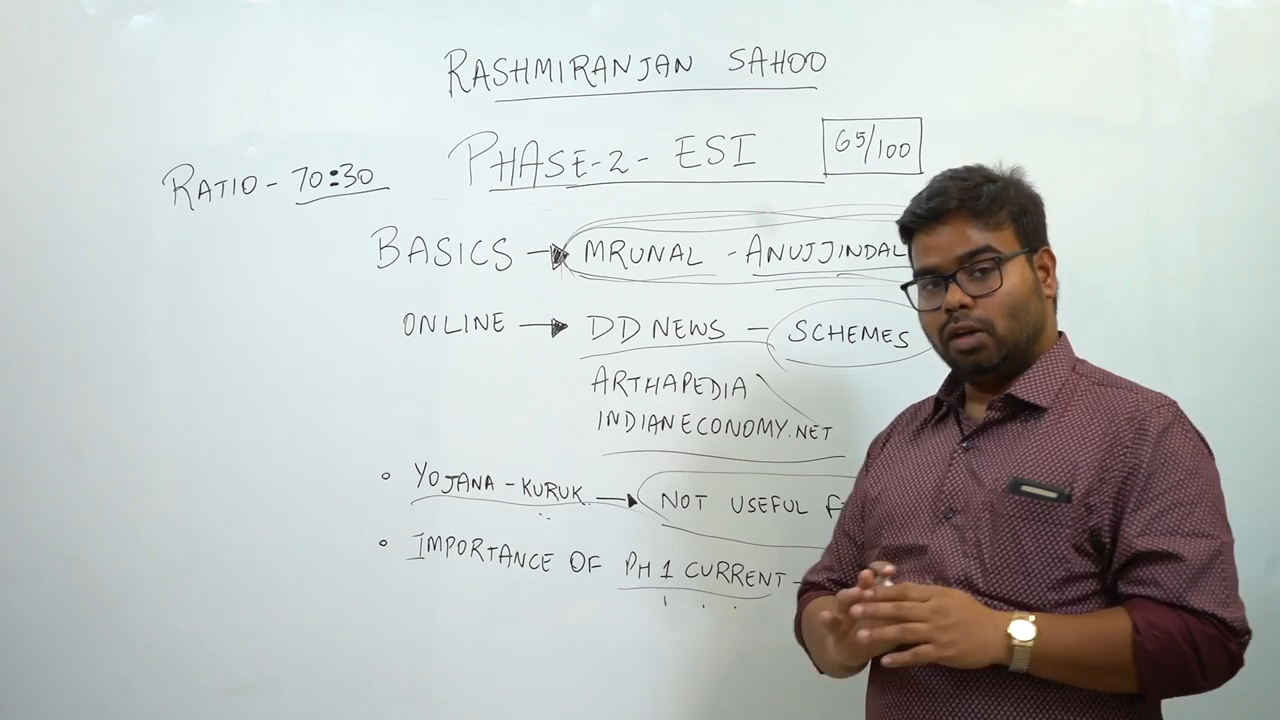 RASHMIRANJAN SAHOO
PHASE-2 - ESI
65/100
RATIO - 70:30
BASICS → MRUNAL - ANUJJINDAL
ONLINE → DD NEWS - SCHEMES
ARTHAPEDIA
INDIANECONOMY.NET
• YOJANA - KURUK → NOT USEFUL
• IMPORTANCE OF PH 1 CURRENT -